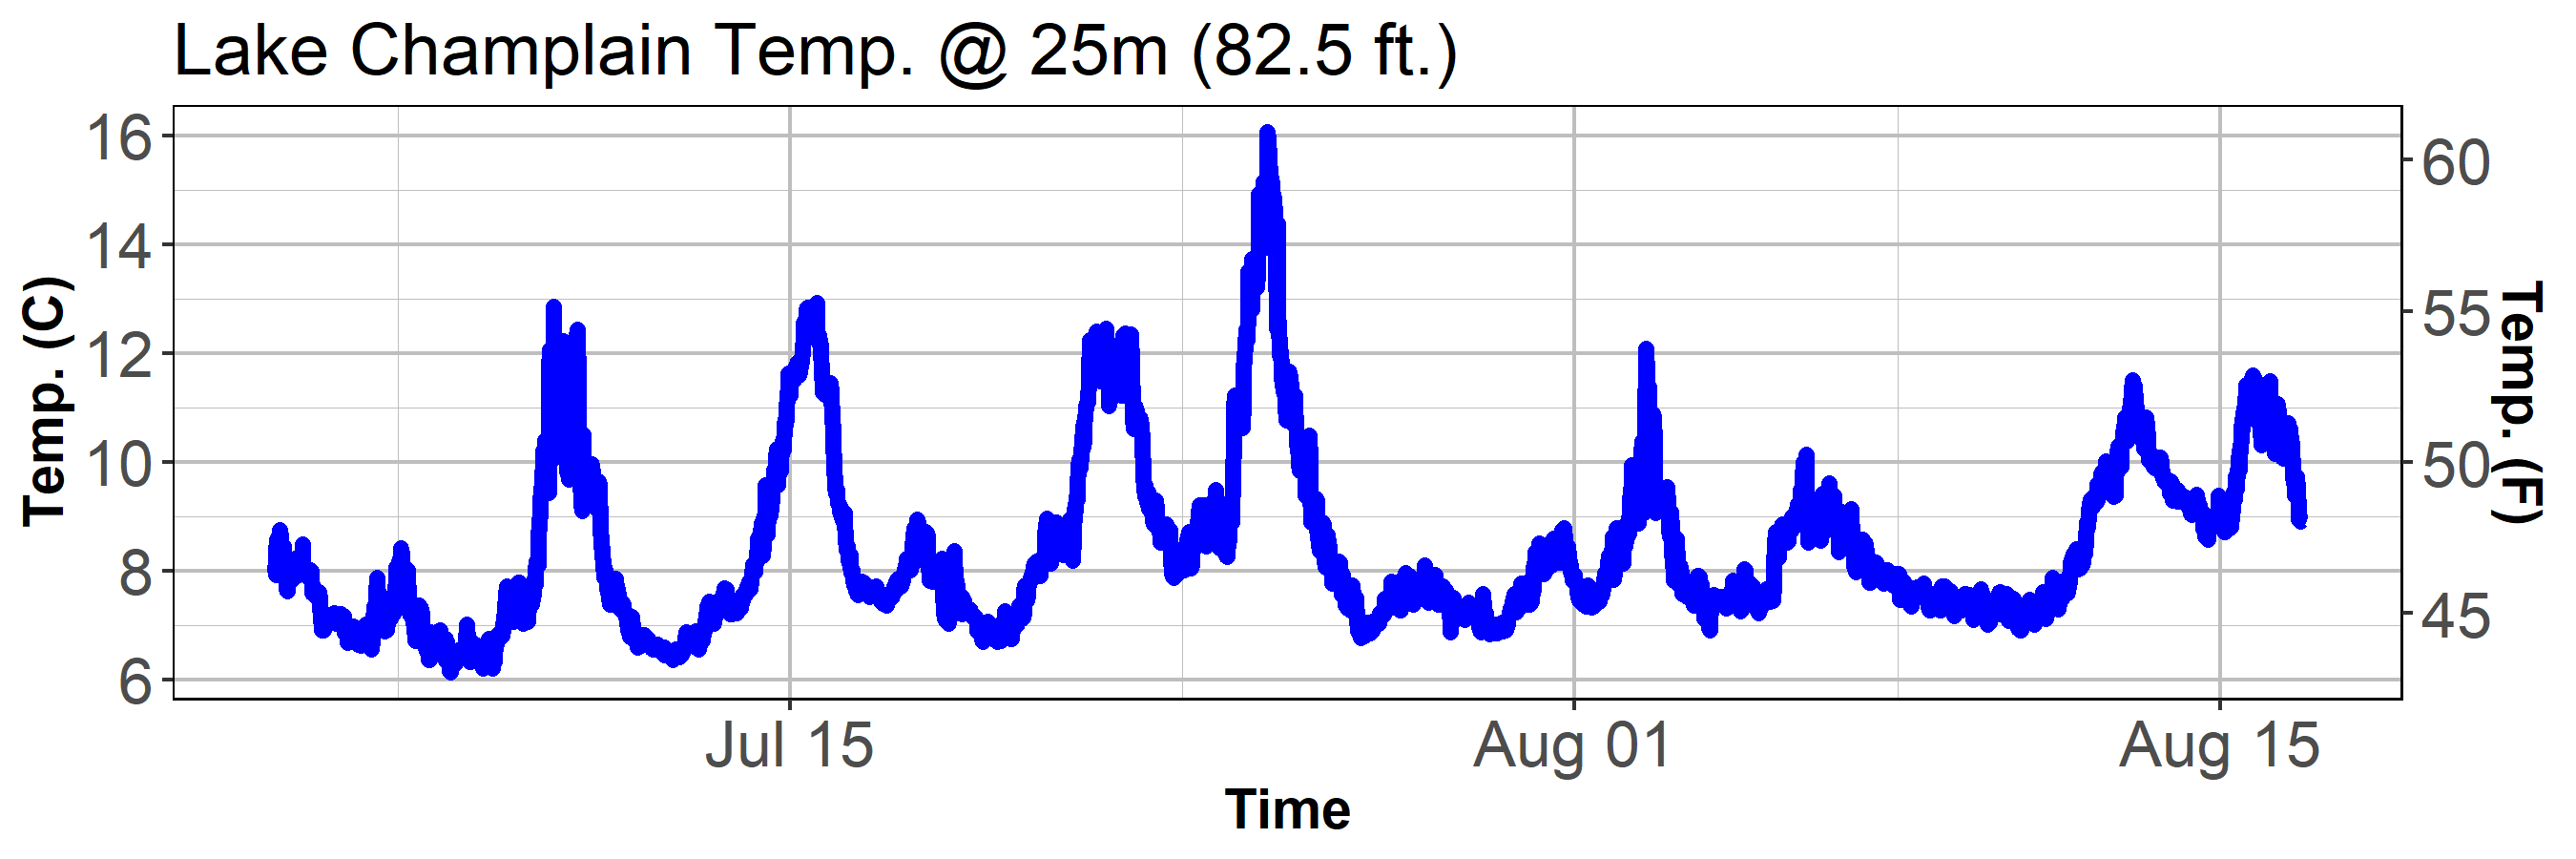 Lake Champlain Temp. @ 25m (82.5 ft.)
Temp. (C)
16
14
12
10
8
6
60
55
50
45
Temp. (F)
Jul 15
Aug 01
Aug 15
Time